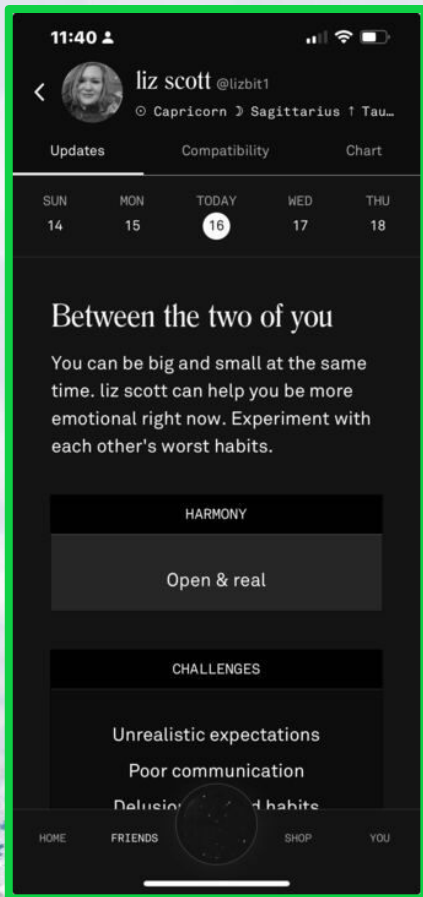 11:40
liz scott @lizbit1
Capricorn Sagittarius Tau…
Updates Compatibility Chart
SUN MON TODAY WED THU
14 15 16 17 18
Between the two of you
You can be big and small at the same
time. liz scott can help you be more
emotional right now. Experiment with
each other's worst habits.
HARMONY
Open & real
CHALLENGES
Unrealistic expectations
Poor communication
habits
HOME FRIENDS SHOP YOU